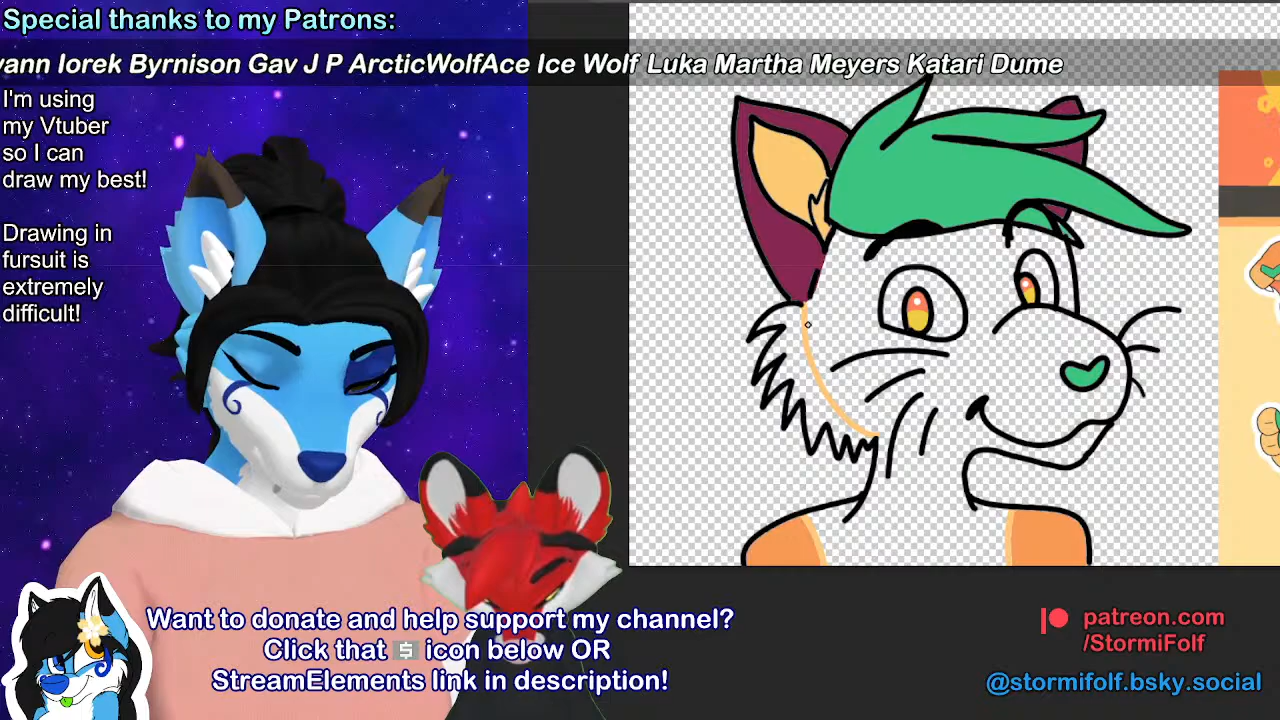 Special thanks to my Patrons:
Iorek Byrnison Gav J P ArcticWolfAce Ice Wolf Luka Martha Meyers Katari Dume
I'm using
my Vtuber
so I can
draw my best!
Drawing in
fursuit is
extremely
difficult!
Want to donate and help support my channel?
Click that $ icon below OR
StreamElements link in description!
patreon.com
/StormiFolf
@stormifolf.bsky.social